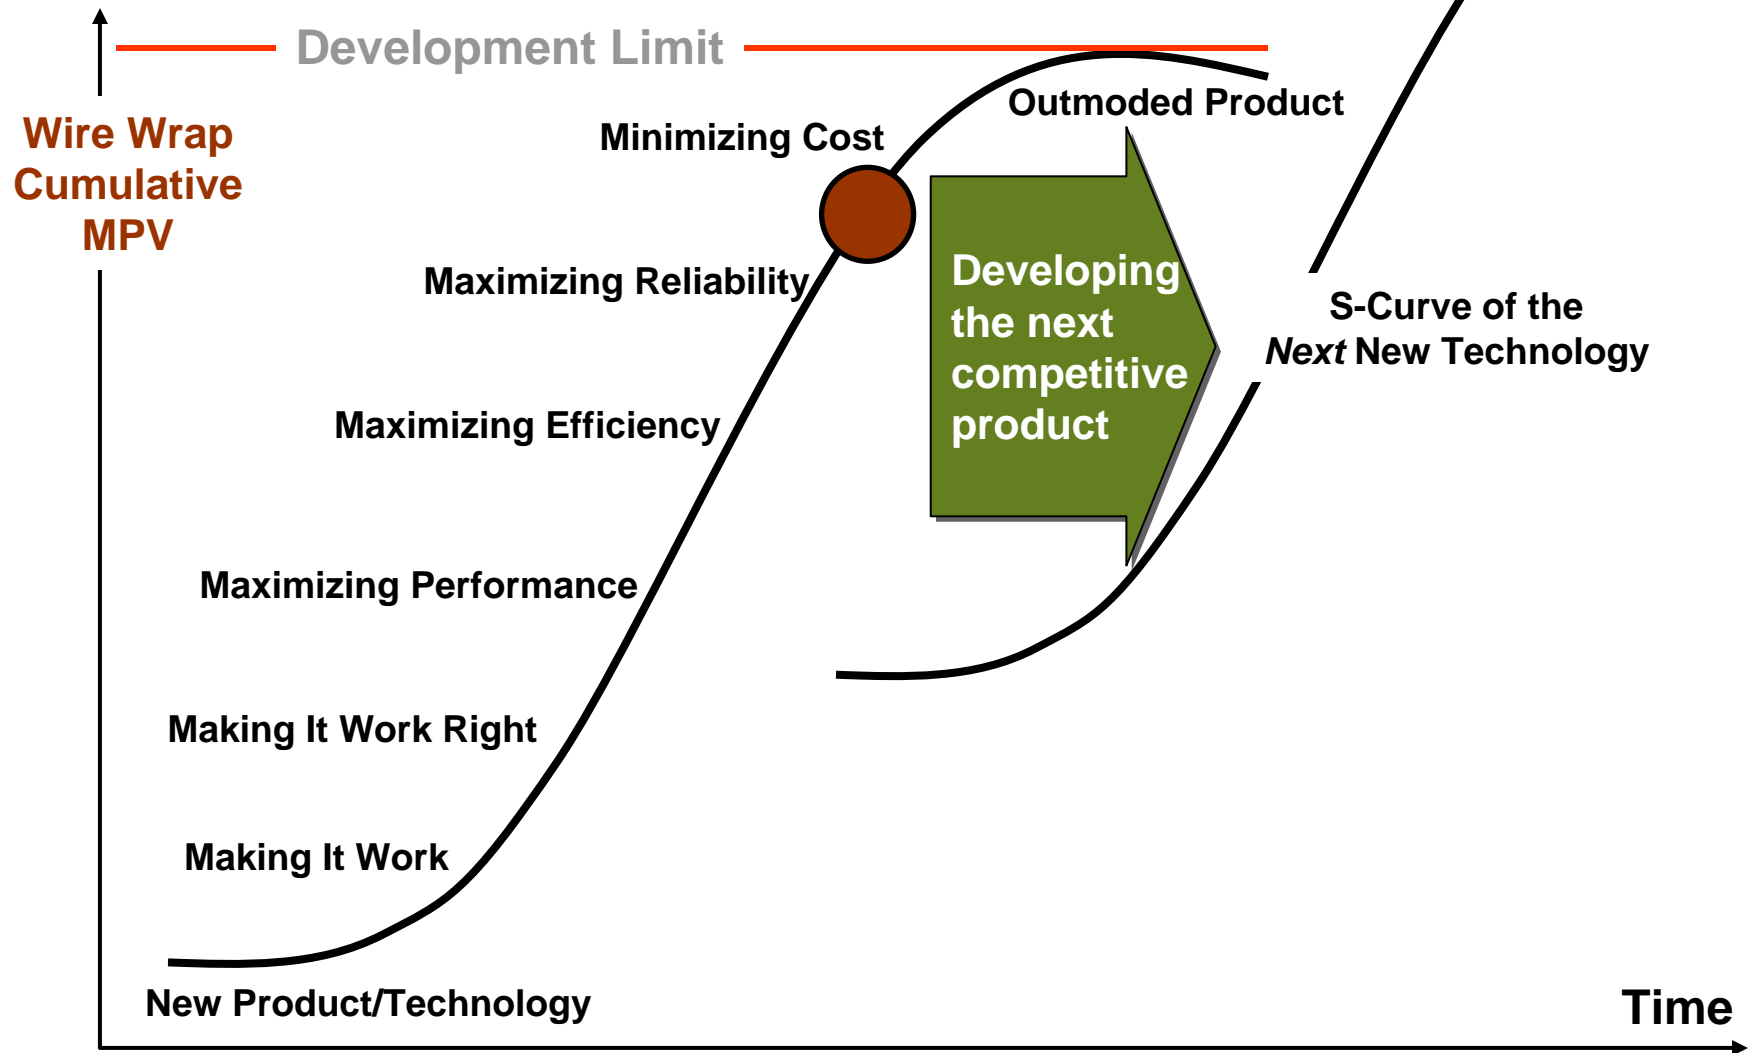 Development Limit
Wire Wrap
Cumulative
MPV
Outmoded Product
Minimizing Cost
Maximizing Reliability
Developing
the next
competitive
product
S-Curve of the
Next New Technology
Maximizing Efficiency
Maximizing Performance
Making It Work Right
Making It Work
New Product/Technology
Time